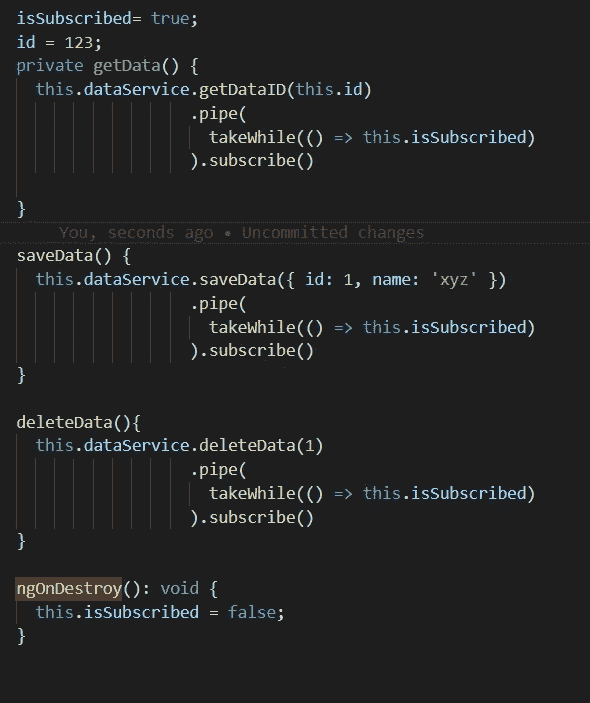 isSubscribed= true;
id = 123;
private getData() {
this.dataService.getDataID(this.id)
.pipe(
takeWhile(() => this.isSubscribed)
).subscribe()
}
You, seconds ago • Uncommitted changes
saveData() {
this.dataService.saveData({ id: 1, name: 'xyz' })
.pipe(
takeWhile(() => this.isSubscribed)
).subscribe()
}
deleteData(){
this.dataService.deleteData(1)
.pipe(
takeWhile(() => this.isSubscribed)
).subscribe()
}
ngOnDestroy(): void {
this.isSubscribed = false;
}